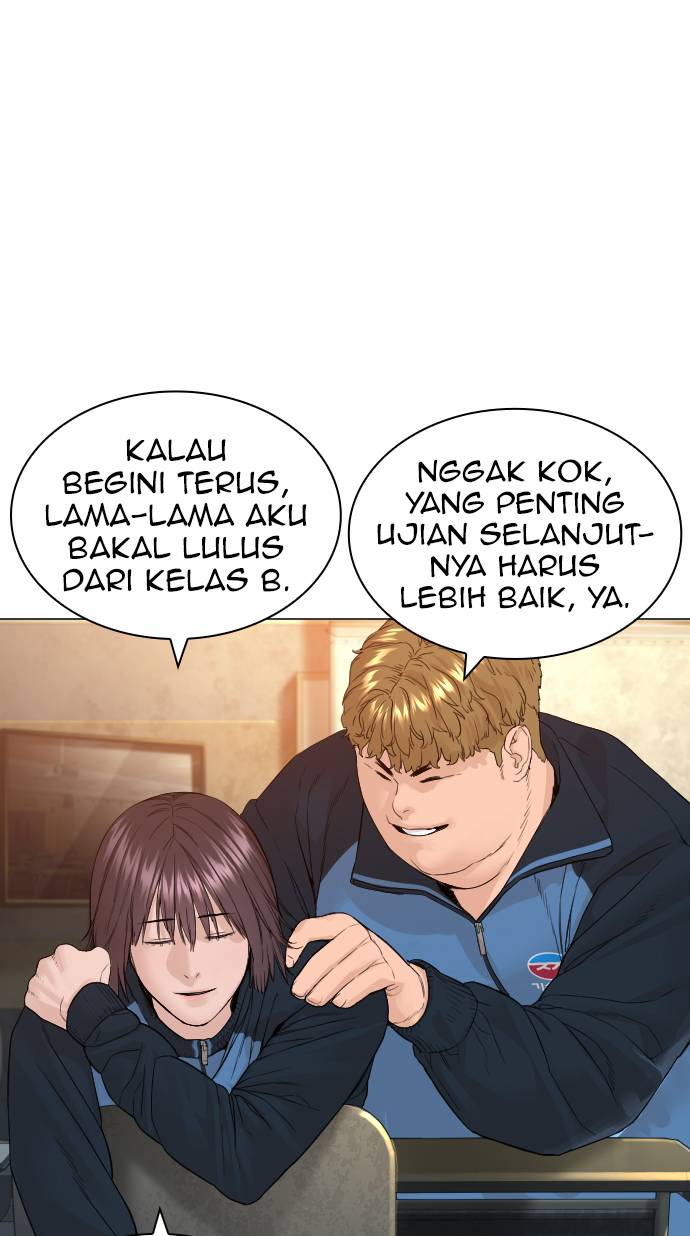 KALAU
BEGINI TERUS,
LAMA-LAMA AKU
BAKAL LULUS
DARI KELAS B.
NGGAK KOK,
YANG PENTING
UJIAN SELANJUT-
NYA HARUS
LEBIH BAIK, YA.